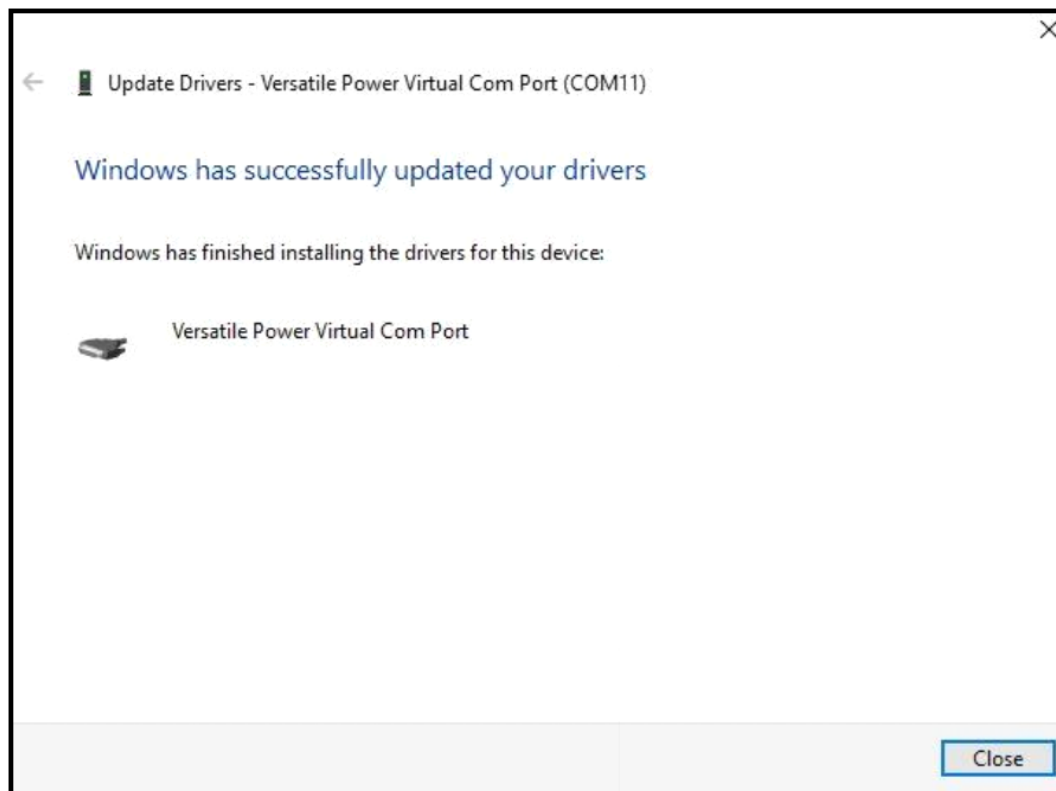 Update Drivers - Versatile Power Virtual Com Port (COM11)
Windows has successfully updated your drivers
Windows has finished installing the drivers for this device:
Versatile Power Virtual Com Port
Close